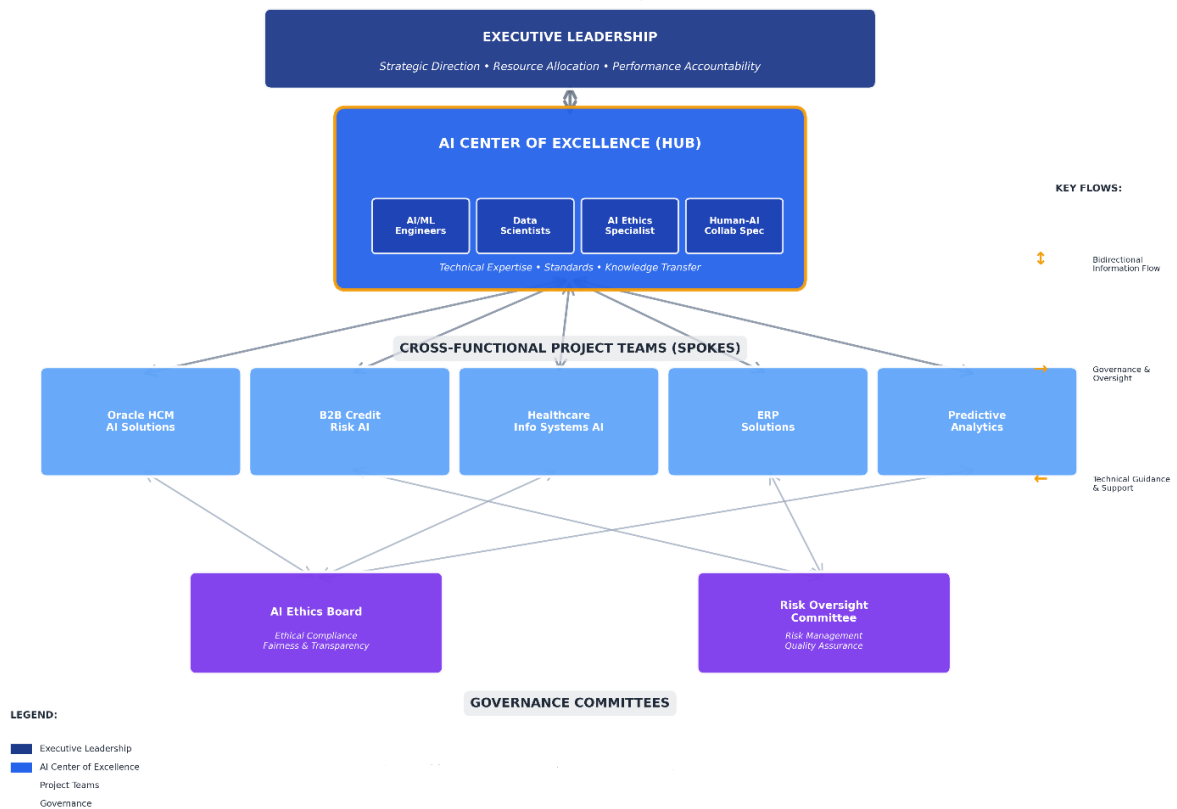 EXECUTIVE LEADERSHIP
Strategic Direction • Resource Allocation • Performance Accountability
AI CENTER OF EXCELLENCE (HUB)
AI/ML
Engineers
Data
Scientists
AI Ethics
Specialist
Human-AI
Collab Spec
Technical Expertise • Standards • Knowledge Transfer
KEY FLOWS:
Bidirectional
Information Flow
Governance &
Oversight
Technical Guidance
& Support
CROSS-FUNCTIONAL PROJECT TEAMS (SPOKES)
Oracle HCM
AI Solutions
B2B Credit
Risk AI
Healthcare
Info Systems AI
ERP
Solutions
Predictive
Analytics
AI Ethics Board
Ethical Compliance
Fairness & Transparency
Risk Oversight
Committee
Risk Management
Quality Assurance
GOVERNANCE COMMITTEES
LEGEND:
Executive Leadership
AI Center of Excellence
Project Teams
Governance